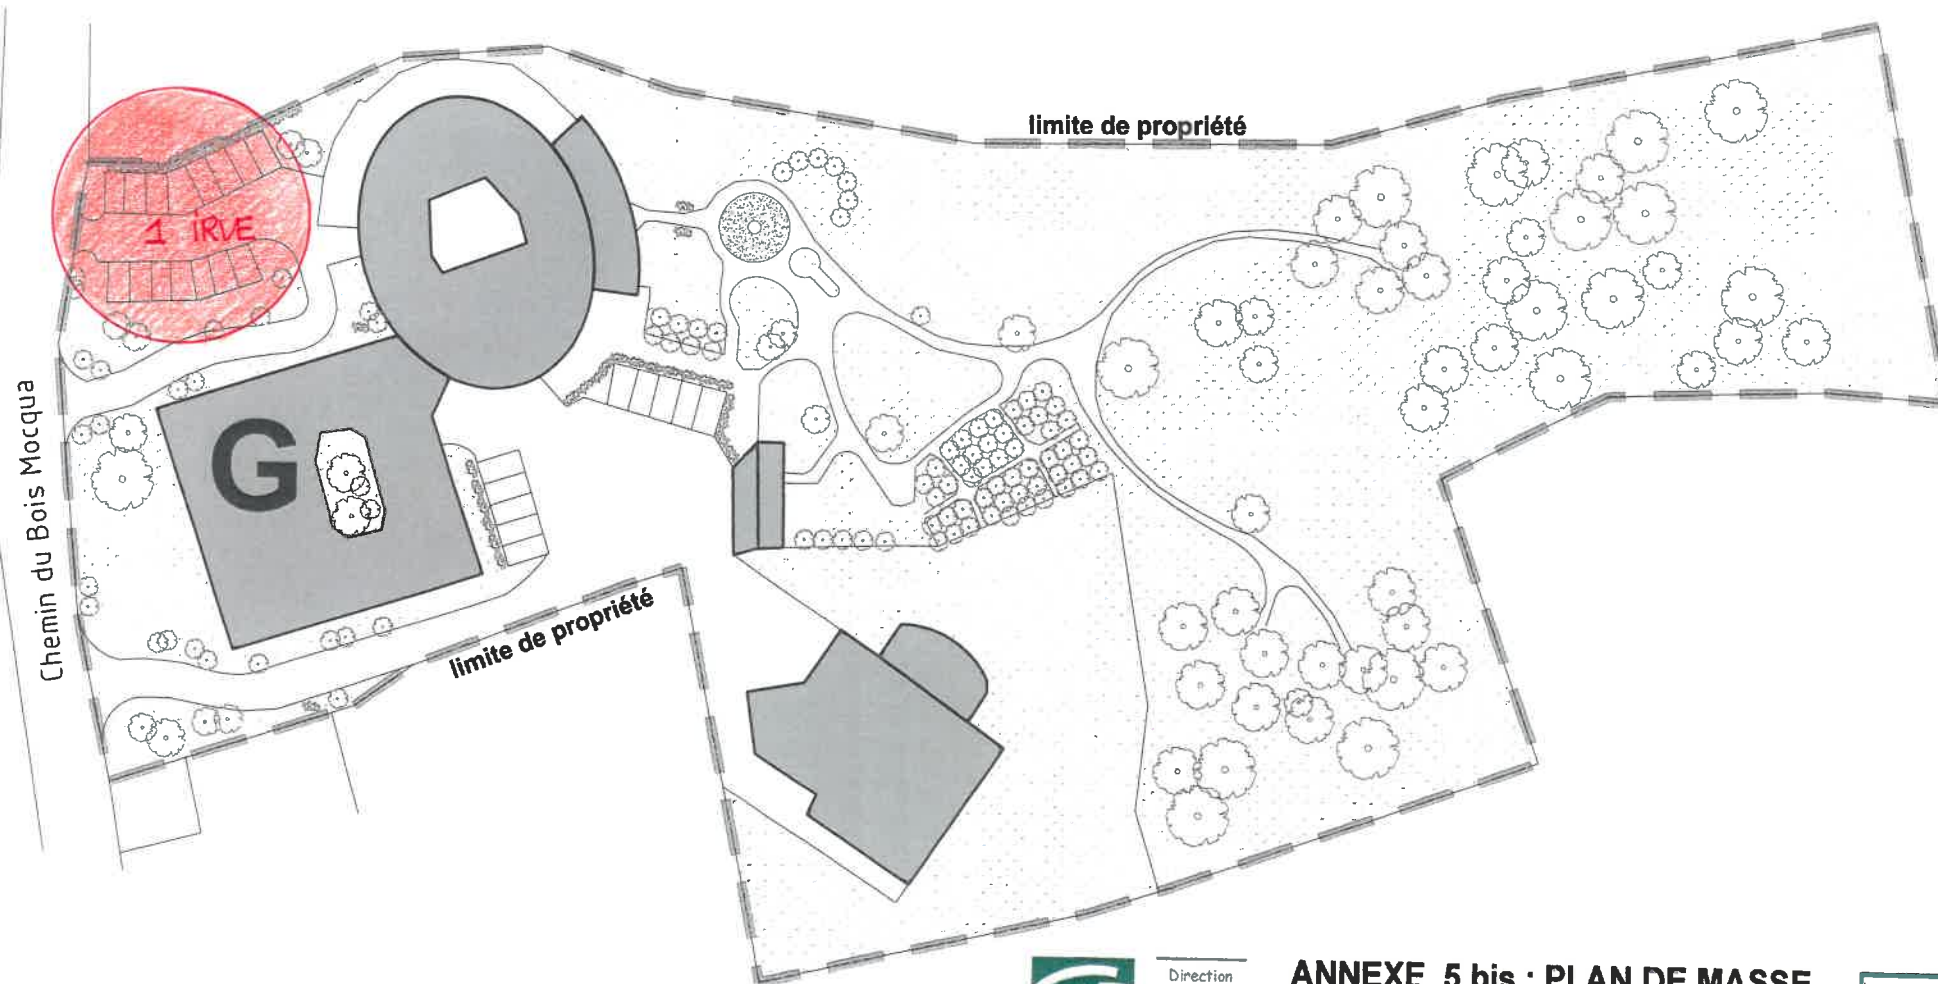 limite de propriété
1 IRVE
Chemin du Bois Mocqua
G
limite de propriété
Direction
ANNEXE 5 bis : PLAN DE MASSE